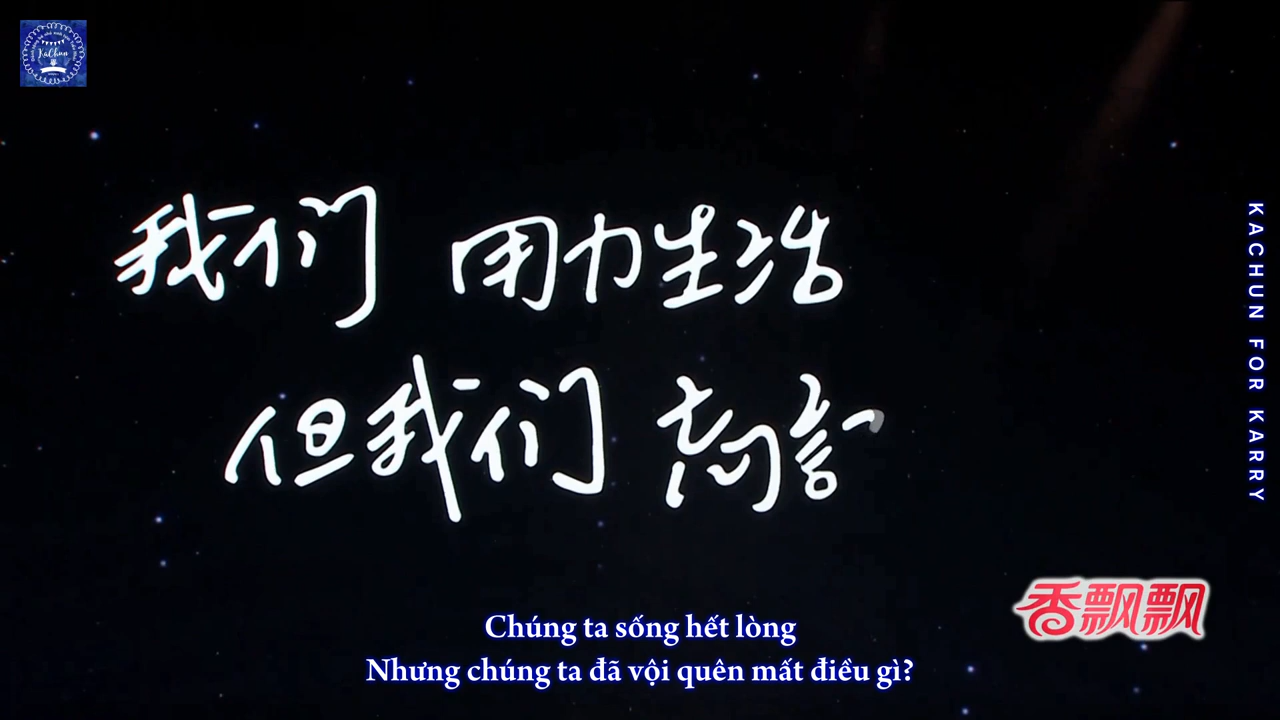 KaChun
我们 用力生活
但我们
KACHUN FOR KARRY
香飘飘
Chúng ta sống hết lòng
Nhưng chúng ta đã vội quên mất điều gì?